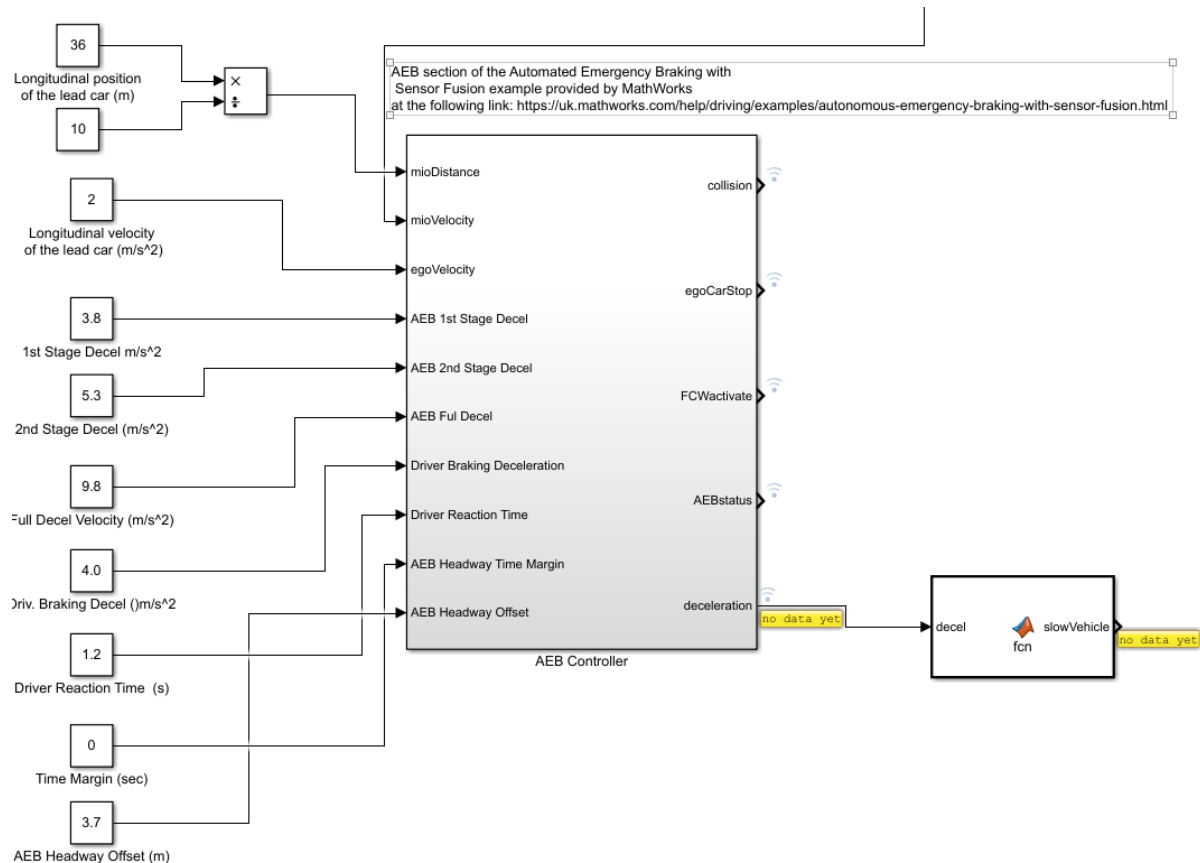 36
Longitudinal position
of the lead car (m)
10
×
÷
AEB section of the Automated Emergency Braking with
Sensor Fusion example provided by MathWorks
at the following link: https://uk.mathworks.com/help/driving/examples/autonomous-emergency-braking-with-sensor-fusion.html
2
Longitudinal velocity
of the lead car (m/s^2)
3.8
1st Stage Decel m/s^2
5.3
2nd Stage Decel (m/s^2)
9.8
Full Decel Velocity (m/s^2)
4.0
Driv. Braking Decel ()m/s^2
1.2
Driver Reaction Time (s)
0
Time Margin (sec)
3.7
AEB Headway Offset (m)
mioDistance
mioVelocity
egoVelocity
AEB 1st Stage Decel
AEB 2nd Stage Decel
AEB Ful Decel
Driver Braking Deceleration
Driver Reaction Time
AEB Headway Time Margin
AEB Headway Offset
collision
egoCarStop
FCWactivate
AEBstatus
deceleration
AEB Controller
no data yet
decel
fcn
slowVehicle
no data yet